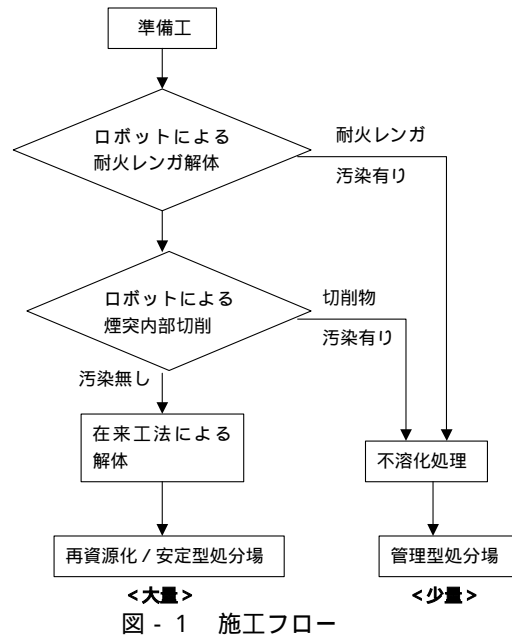 準備工
ロボットによる
耐火レンガ解体
耐火レンガ
汚染有り
ロボットによる
煙突内部切削
切削物
汚染有り
汚染無し
在来工法による
解体
不溶化処理
再資源化 / 安定型処分場
管理型処分場
<大量>
<少量>
図 - 1 施工フロー